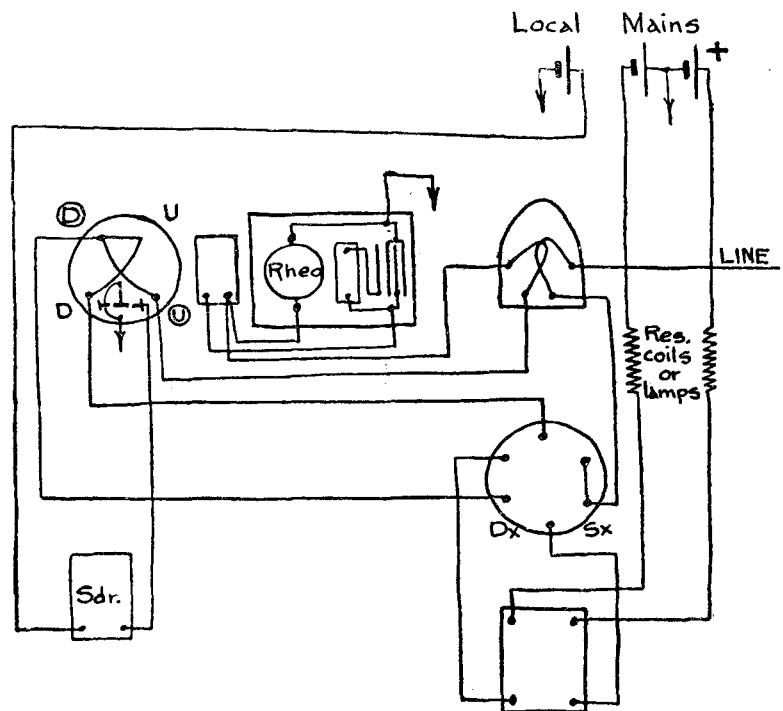 Local Mains
+
D U
Rheo
LINE
D - + U
Res.
coils
or
lamps
Dx Sx
Sdr.